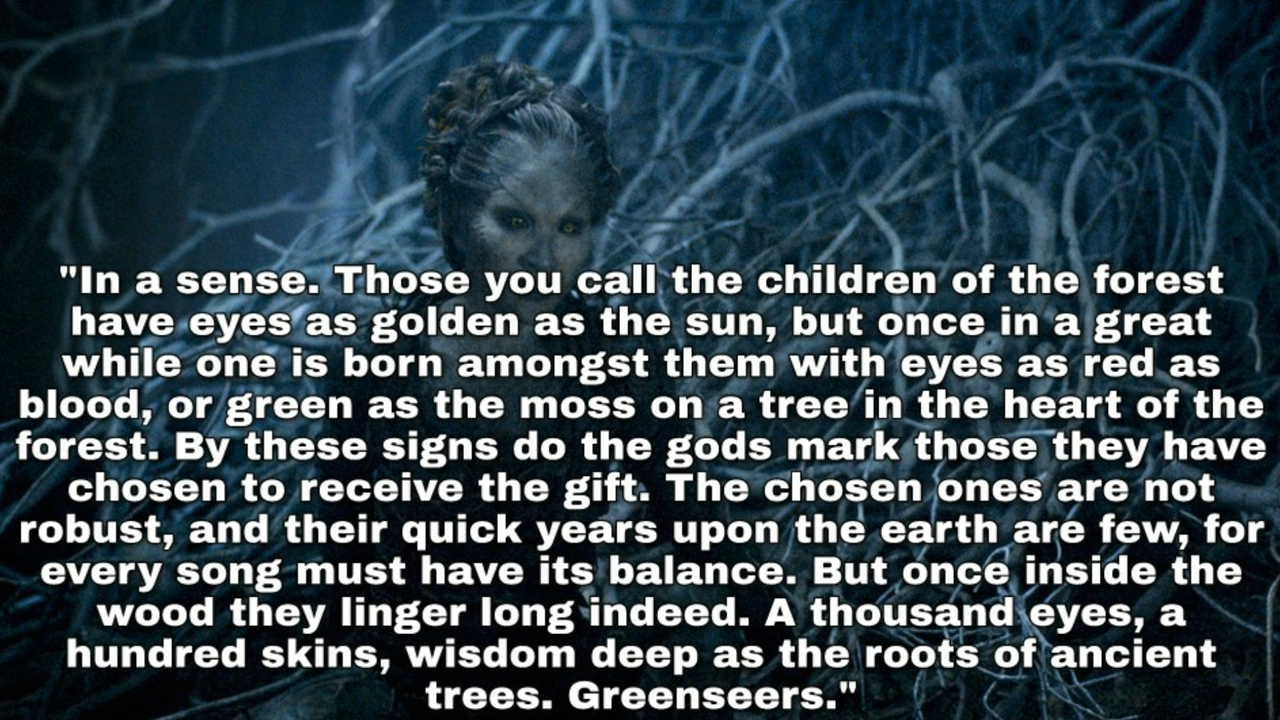 "In a sense. Those you call the children of the forest
have eyes as golden as the sun, but once in a great
while one is born amongst them with eyes as red as
blood, or green as the moss on a tree in the heart of the
forest. By these signs do the gods mark those they have
chosen to receive the gift. The chosen ones are not
robust, and their quick years upon the earth are few, for
every song must have its balance. But once inside the
wood they linger long indeed. A thousand eyes, a
hundred skins, wisdom deep as the roots of ancient
trees. Greenseers."